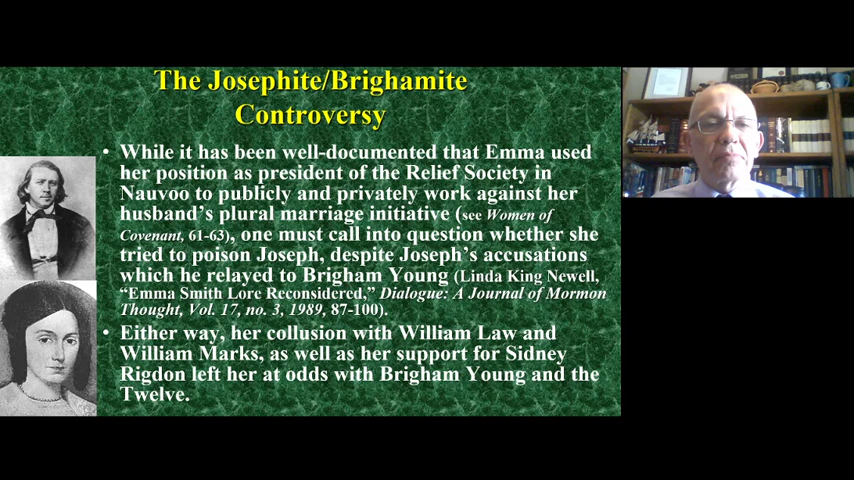 The Josephite/Brighamite
Controversy
• While it has been well-documented that Emma used
her position as president of the Relief Society in
Nauvoo to publicly and privately work against her
husband's plural marriage initiative (see Women of
Covenant, 61-63), one must call into question whether she
tried to poison Joseph, despite Joseph's accusations
which he relayed to Brigham Young (Linda King Newell,
"Emma Smith Lore Reconsidered," Dialogue: A Journal of Mormon
Thought, Vol. 17, no. 3, 1989, 87-100).
• Either way, her collusion with William Law and
William Marks, as well as her support for Sidney
Rigdon left her at odds with Brigham Young and the
Twelve.